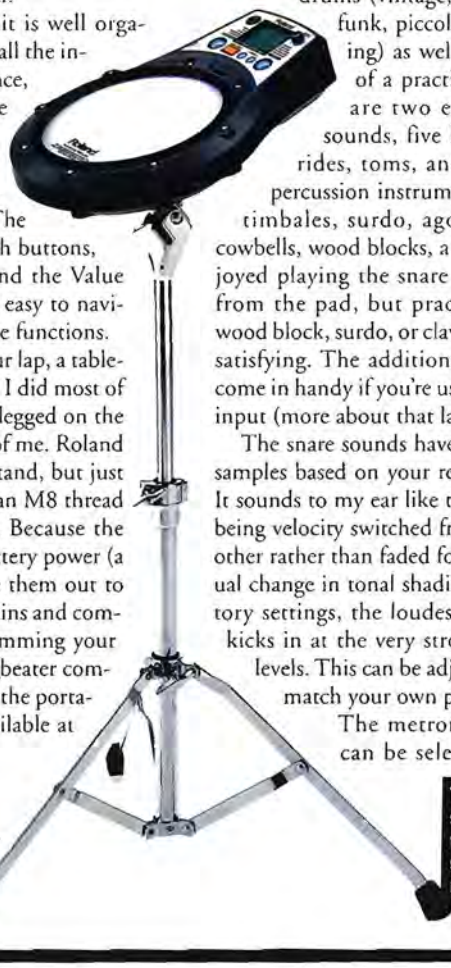 it is well orga-
all the in-
nce,
e
The
h buttons,
nd the Value
easy to navi-
e functions.
ur lap, a table-
I did most of
legged on the
of me. Roland
tand, but just
an M8 thread
Because the
ttery power (a
e them out to
ins and com-
mming your
beater com-
the porta-
ilable at
Roland
Roland
drums (vintage,
funk, piccol
ing) as well
of a practi
are two e
sounds, five
rides, toms, an
percussion instrum
timbales, surdo, ago
cowbells, wood blocks, a
joyed playing the snare
from the pad, but prac
wood block, surdo, or clav
satisfying. The addition
come in handy if you're us
input (more about that la
The snare sounds have
samples based on your re
It sounds to my ear like t
being velocity switched fr
other rather than faded fo
ual change in tonal shadi
tory settings, the loudes
kicks in at the very stro
levels. This can be adj
match your own p
The metron
can be sele